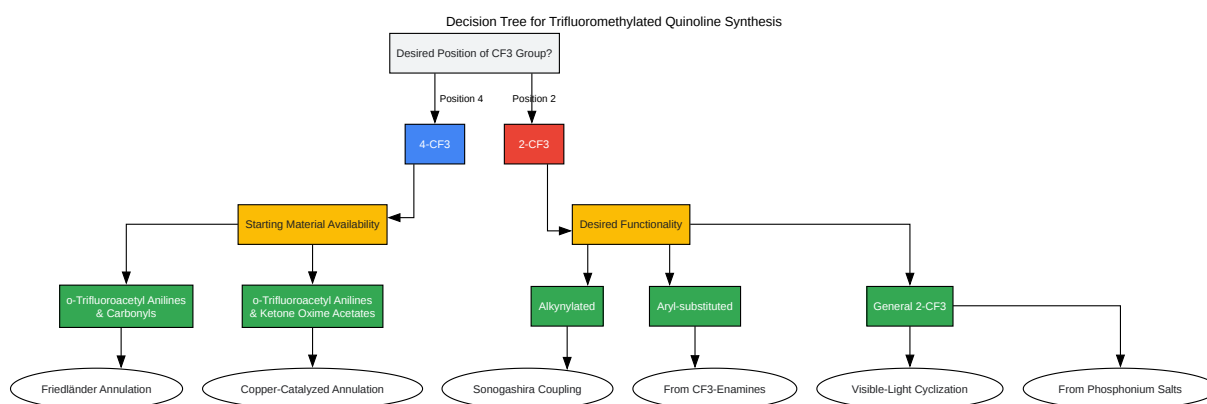 Decision Tree for Trifluoromethylated Quinoline Synthesis
Desired Position of CF3 Group?
Position 4
Position 2
4-CF3
2-CF3
Starting Material Availability
Desired Functionality
o-Trifluoroacetyl Anilines
& Carbonyls
o-Trifluoroacetyl Anilines
& Ketone Oxime Acetates
Alkynylated
Aryl-substituted
General 2-CF3
Friedländer Annulation
Copper-Catalyzed Annulation
Sonogashira Coupling
From CF3-Enamines
Visible-Light Cyclization
From Phosphonium Salts